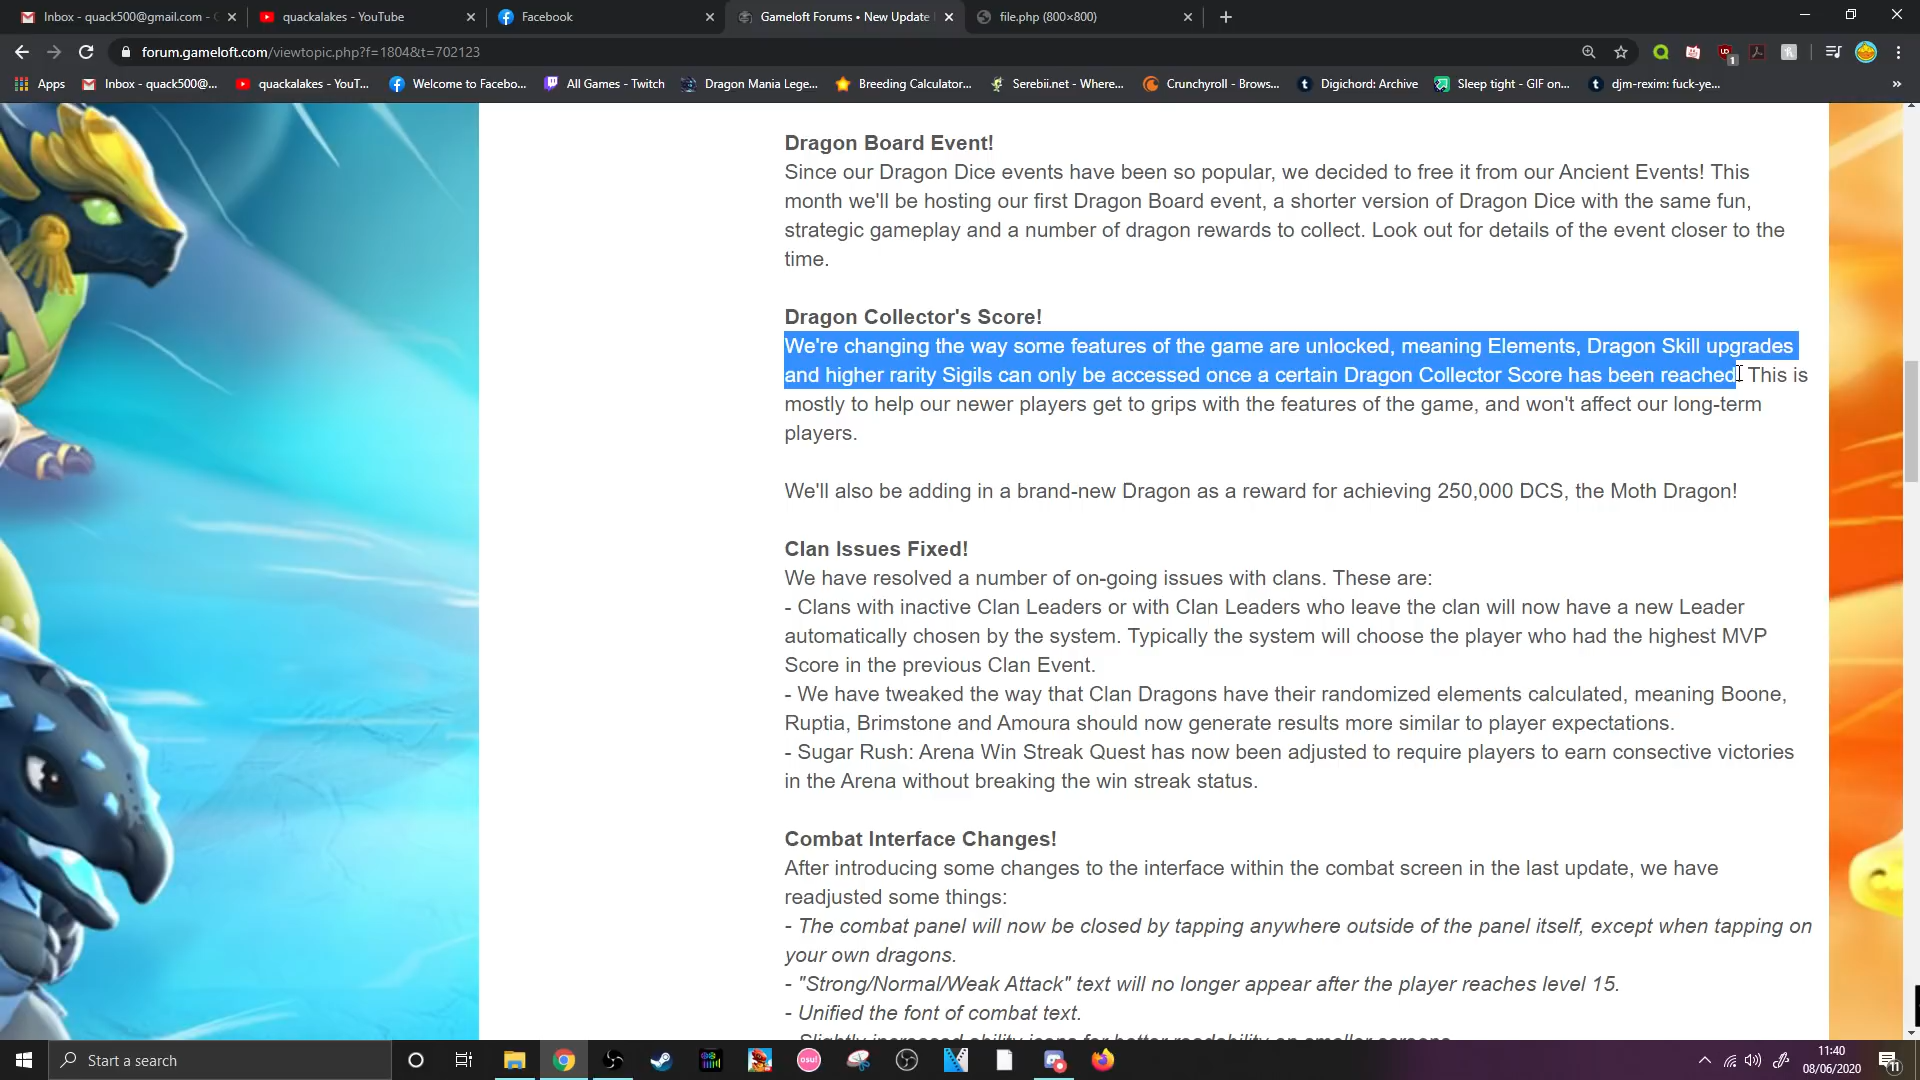 Inbox - quack500@gmail.com -
quackalakes - YouTube
Facebook
Gameloft Forums • New Update
file.php (800×800)
forum.gameloft.com/viewtopic.php?f=1804&t=702123
Apps
Inbox - quack500@...
quackalakes - YouT...
Welcome to Facebo...
All Games - Twitch
Dragon Mania Lege...
Breeding Calculator...
Serebii.net - Where...
Crunchyroll - Brows...
Digichord: Archive
Sleep tight - GIF on...
djm-rexim: fuck-ye...
»
Dragon Board Event!
Since our Dragon Dice events have been so popular, we decided to free it from our Ancient Events! This
month we'll be hosting our first Dragon Board event, a shorter version of Dragon Dice with the same fun,
strategic gameplay and a number of dragon rewards to collect. Look out for details of the event closer to the
time.
Dragon Collector's Score!
We're changing the way some features of the game are unlocked, meaning Elements, Dragon Skill upgrades
and higher rarity Sigils can only be accessed once a certain Dragon Collector Score has been reached. This is
mostly to help our newer players get to grips with the features of the game, and won't affect our long-term
players.
We'll also be adding in a brand-new Dragon as a reward for achieving 250,000 DCS, the Moth Dragon!
Clan Issues Fixed!
We have resolved a number of on-going issues with clans. These are:
- Clans with inactive Clan Leaders or with Clan Leaders who leave the clan will now have a new Leader
automatically chosen by the system. Typically the system will choose the player who had the highest MVP
Score in the previous Clan Event.
- We have tweaked the way that Clan Dragons have their randomized elements calculated, meaning Boone,
Ruptia, Brimstone and Amoura should now generate results more similar to player expectations.
- Sugar Rush: Arena Win Streak Quest has now been adjusted to require players to earn consective victories
in the Arena without breaking the win streak status.
Combat Interface Changes!
After introducing some changes to the interface within the combat screen in the last update, we have
readjusted some things:
- The combat panel will now be closed by tapping anywhere outside of the panel itself, except when tapping on
your own dragons.
- "Strong/Normal/Weak Attack" text will no longer appear after the player reaches level 15.
- Unified the font of combat text.
- Slightly increased ability icons for better readability on smaller screens.
Start a search
osu!
11:40
08/06/2020
11